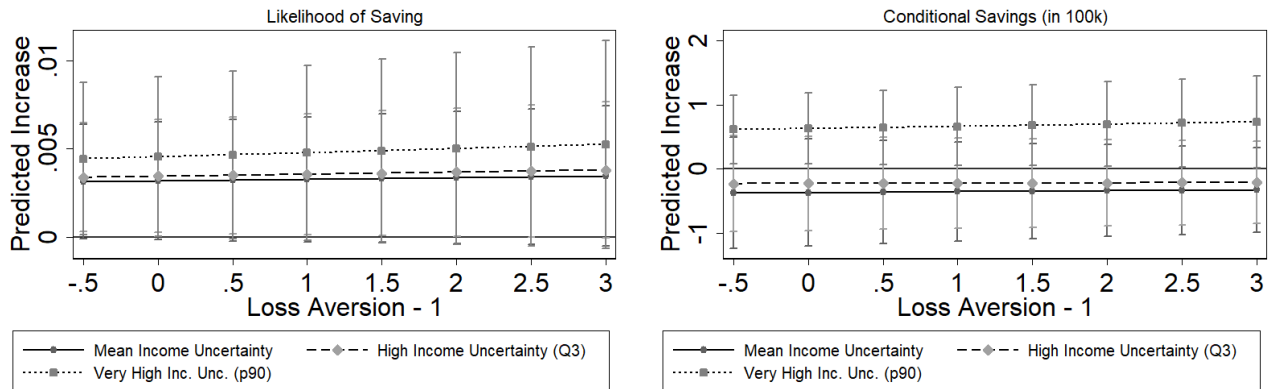 Likelihood of Saving
Predicted Increase
.01
.005
0
-.5 0 .5 1 1.5 2 2.5 3
Loss Aversion - 1
Mean Income Uncertainty High Income Uncertainty (Q3)
Very High Inc. Unc. (p90)
Conditional Savings (in 100k)
Predicted Increase
2
1
0
-1
-.5 0 .5 1 1.5 2 2.5 3
Loss Aversion - 1
Mean Income Uncertainty High Income Uncertainty (Q3)
Very High Inc. Unc. (p90)